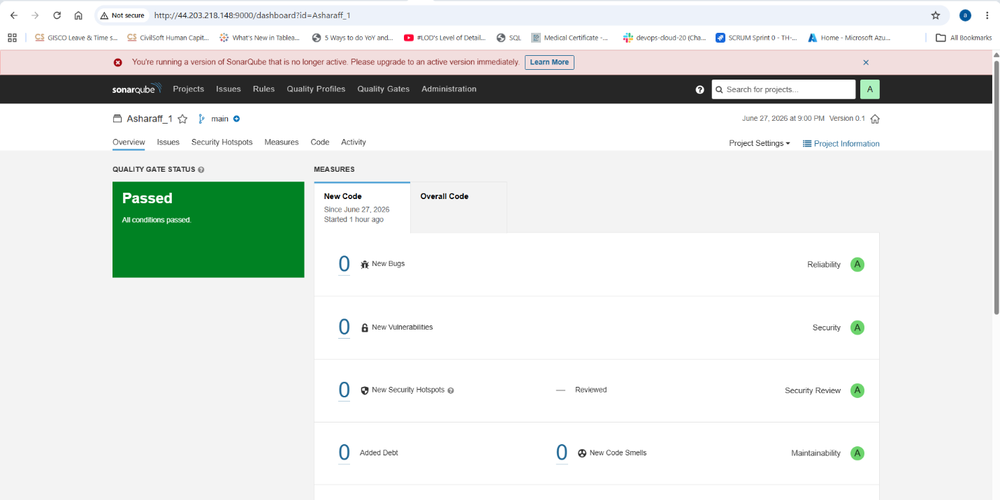 Not secure http://44.203.218.148:9000/dashboard?id=Asharaff_1 a
CS GISCO Leave & Time s... CS CivilSoft Human Capit... What's New in Tablea... 5 Ways to do YoY and... #LOD's Level of Detail... SQL Medical Certificate -... devops-cloud-20 (Cha... SCRUM Sprint 0 - TH-... Home - Microsoft Azu... All Bookmarks
You're running a version of SonarQube that is no longer active. Please upgrade to an active version immediately. Learn More
sonarqube Projects Issues Rules Quality Profiles Quality Gates Administration ? Search for projects... A
Asharaff_1 main June 27, 2026 at 9:00 PM Version 0.1
Overview Issues Security Hotspots Measures Code Activity Project Settings Project Information
QUALITY GATE STATUS ? MEASURES
Passed
All conditions passed.
New Code Overall Code
Since June 27, 2026
Started 1 hour ago
0 New Bugs Reliability A
0 New Vulnerabilities Security A
0 New Security Hotspots ? — Reviewed Security Review A
0 Added Debt 0 New Code Smells Maintainability A